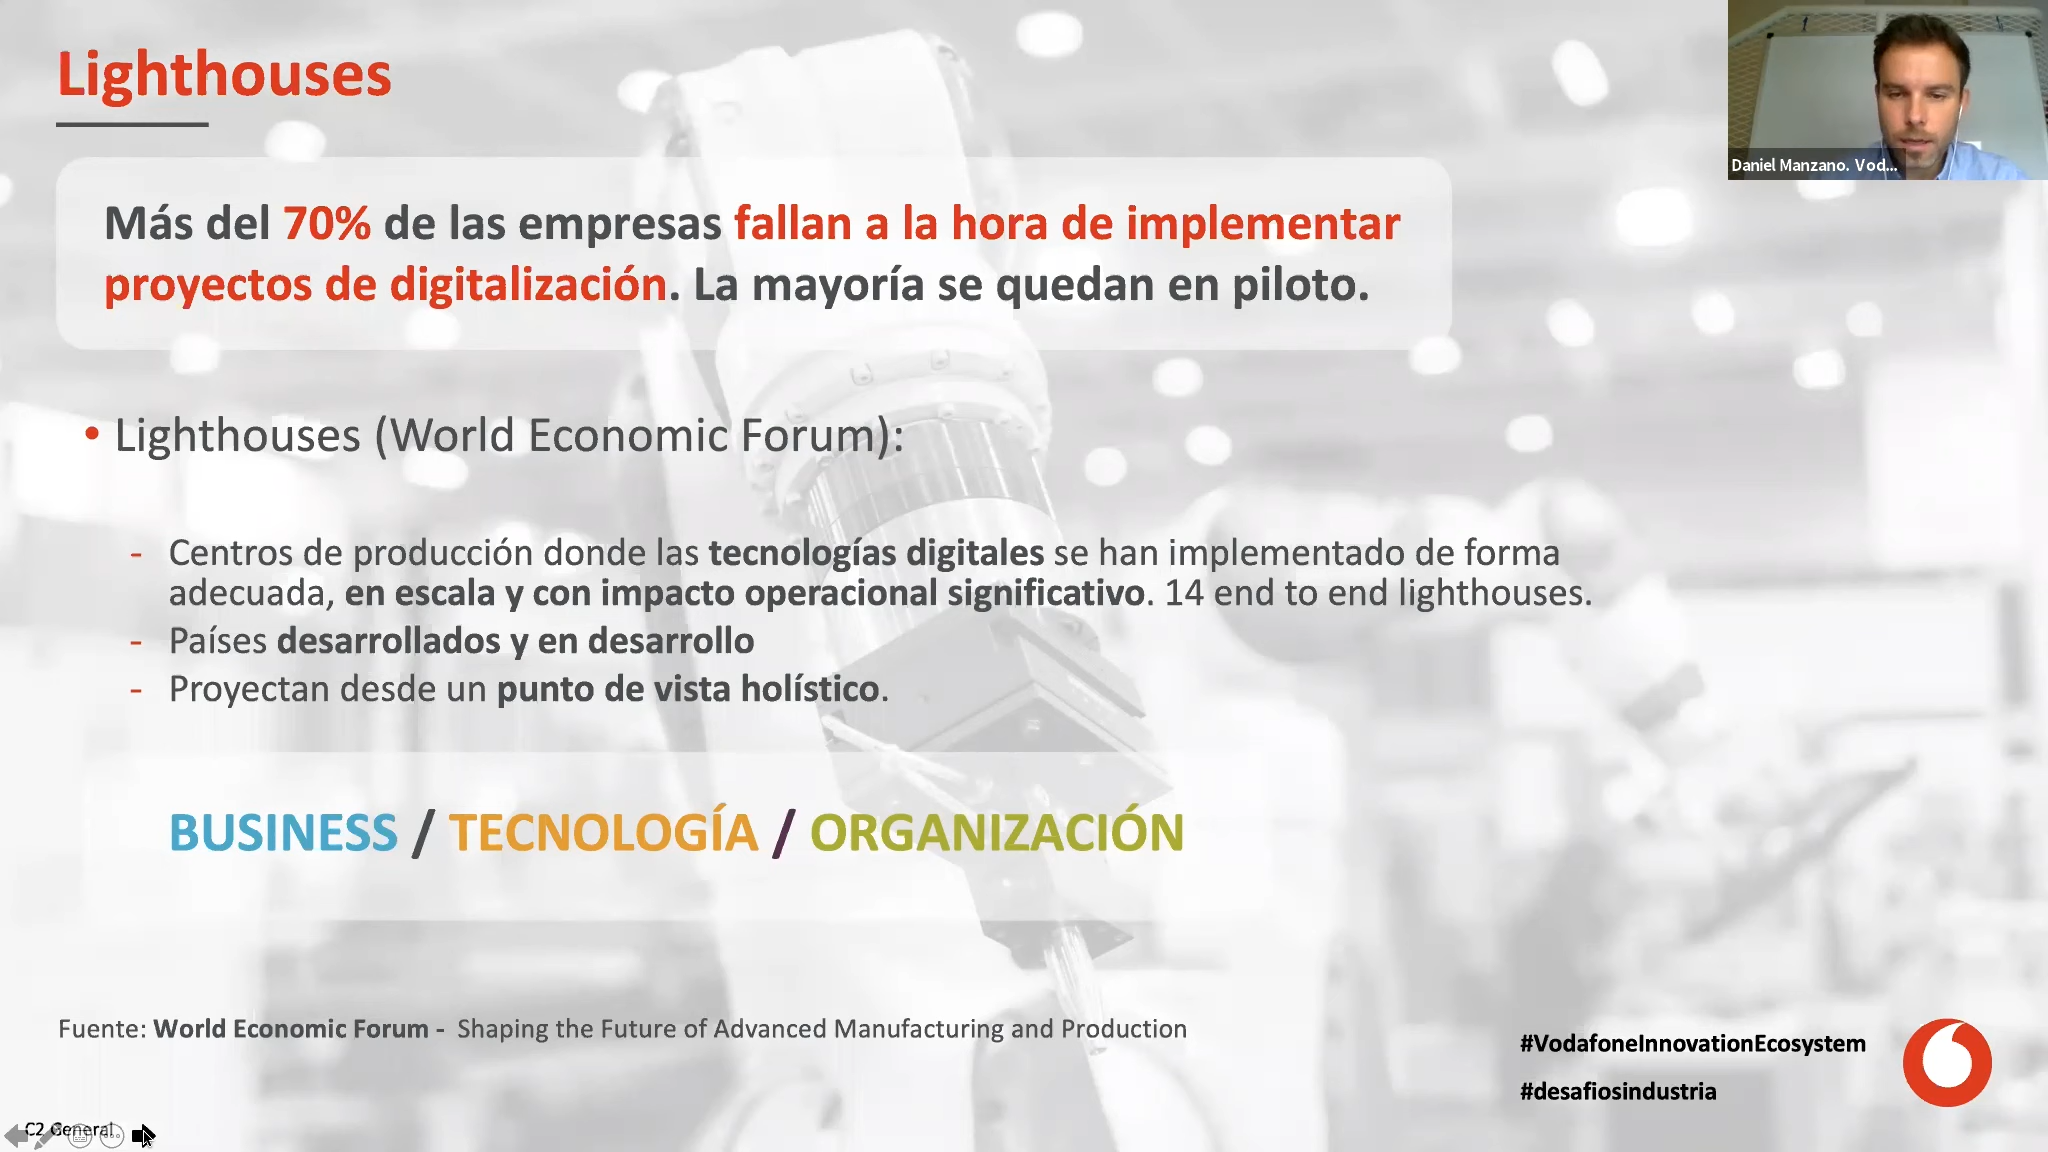 Lighthouses
Daniel Manzano. Vod...
Más del 70% de las empresas fallan a la hora de implementar
proyectos de digitalización. La mayoría se quedan en piloto.
• Lighthouses (World Economic Forum):
- Centros de producción donde las tecnologías digitales se han implementado de forma
adecuada, en escala y con impacto operacional significativo. 14 end to end lighthouses.
- Países desarrollados y en desarrollo
- Proyectan desde un punto de vista holístico.
BUSINESS / TECNOLOGÍA / ORGANIZACIÓN
Fuente: World Economic Forum - Shaping the Future of Advanced Manufacturing and Production
#VodafoneInnovationEcosystem
#desafiosindustria
C2 General